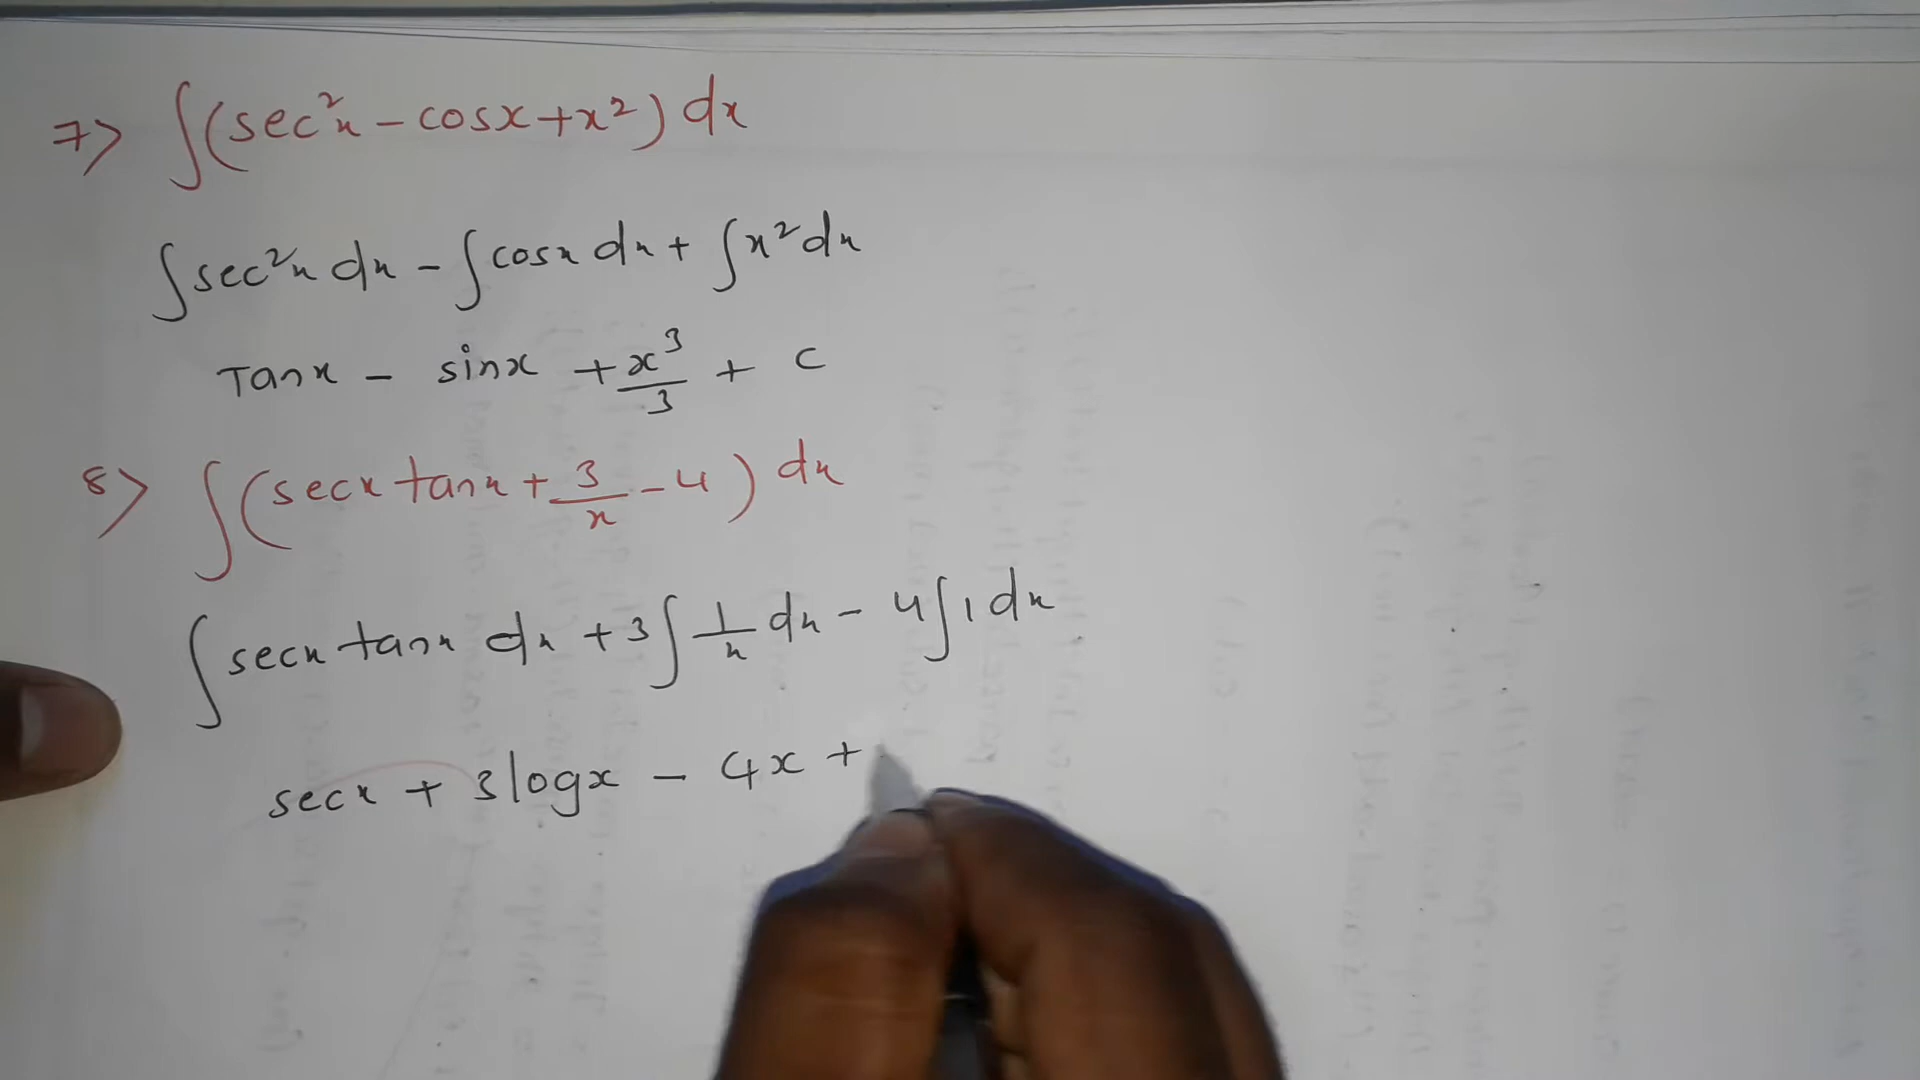 7> ∫(sec²x - cosx + x²) dx
∫sec²x dx - ∫cosx dx + ∫x² dx
Tanx - sinx + x³/3 + c
8> ∫(secx tanx + 3/x - 4) dx
∫secx tanx dx + 3∫1/x dx - 4∫1 dx
secx + 3logx - 4x +